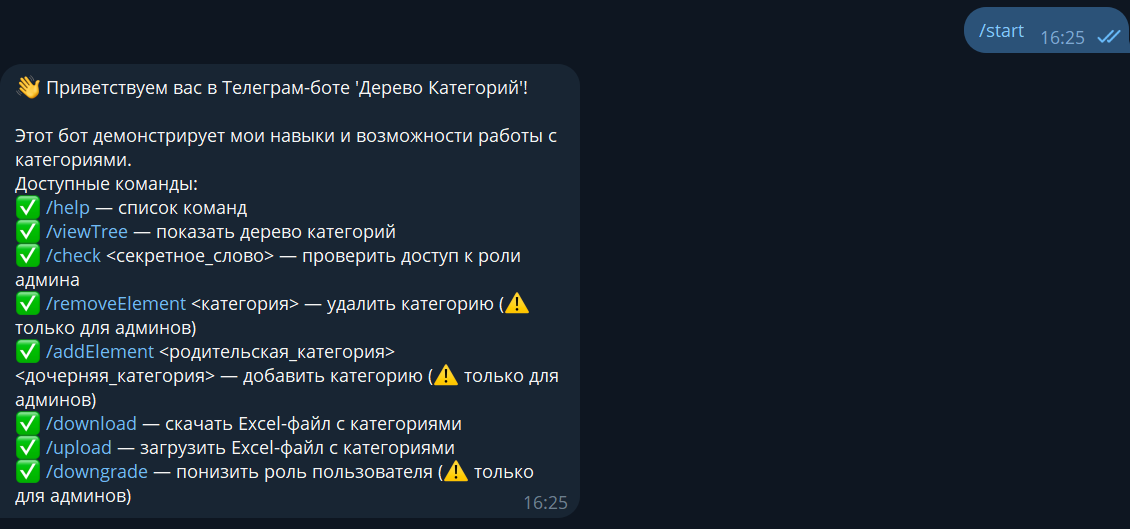 /start 16:25
👋 Приветствуем вас в Телеграм-боте 'Дерево Категорий'!
Этот бот демонстрирует мои навыки и возможности работы с
категориями.
Доступные команды:
✅ /help — список команд
✅ /viewTree — показать дерево категорий
✅ /check <секретное_слово> — проверить доступ к роли
админа
✅ /removeElement <категория> — удалить категорию (⚠️
только для админов)
✅ /addElement <родительская_категория>
<дочерняя_категория> — добавить категорию (⚠️ только для
админов)
✅ /download — скачать Excel-файл с категориями
✅ /upload — загрузить Excel-файл с категориями
✅ /downgrade — понизить роль пользователя (⚠️ только
для админов)
16:25